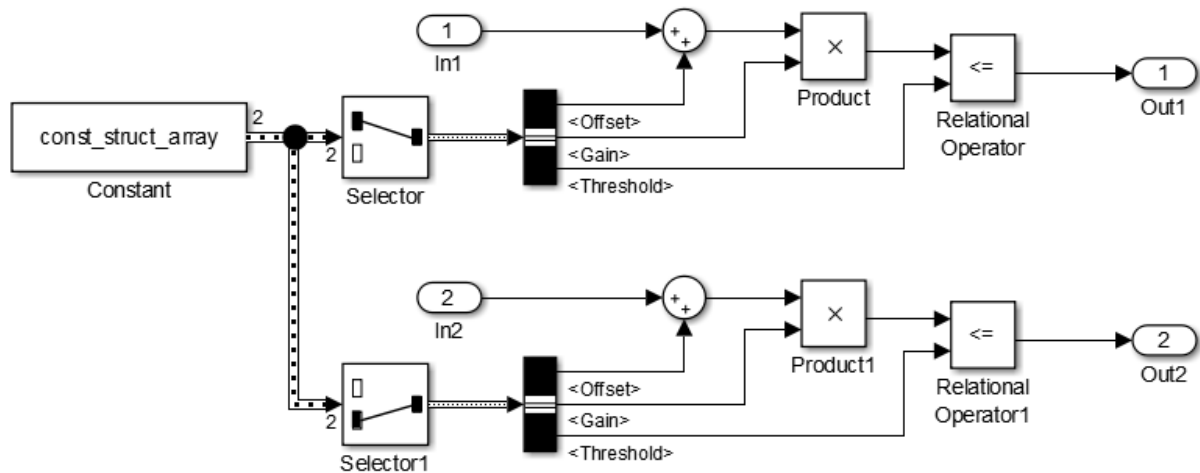 1
In1
+
+
×
Product
<=
Relational
Operator
1
Out1
const_struct_array
2
Constant
2
Selector
<Offset>
<Gain>
<Threshold>
2
In2
+
+
×
Product1
<=
Relational
Operator1
2
Out2
2
Selector1
<Offset>
<Gain>
<Threshold>